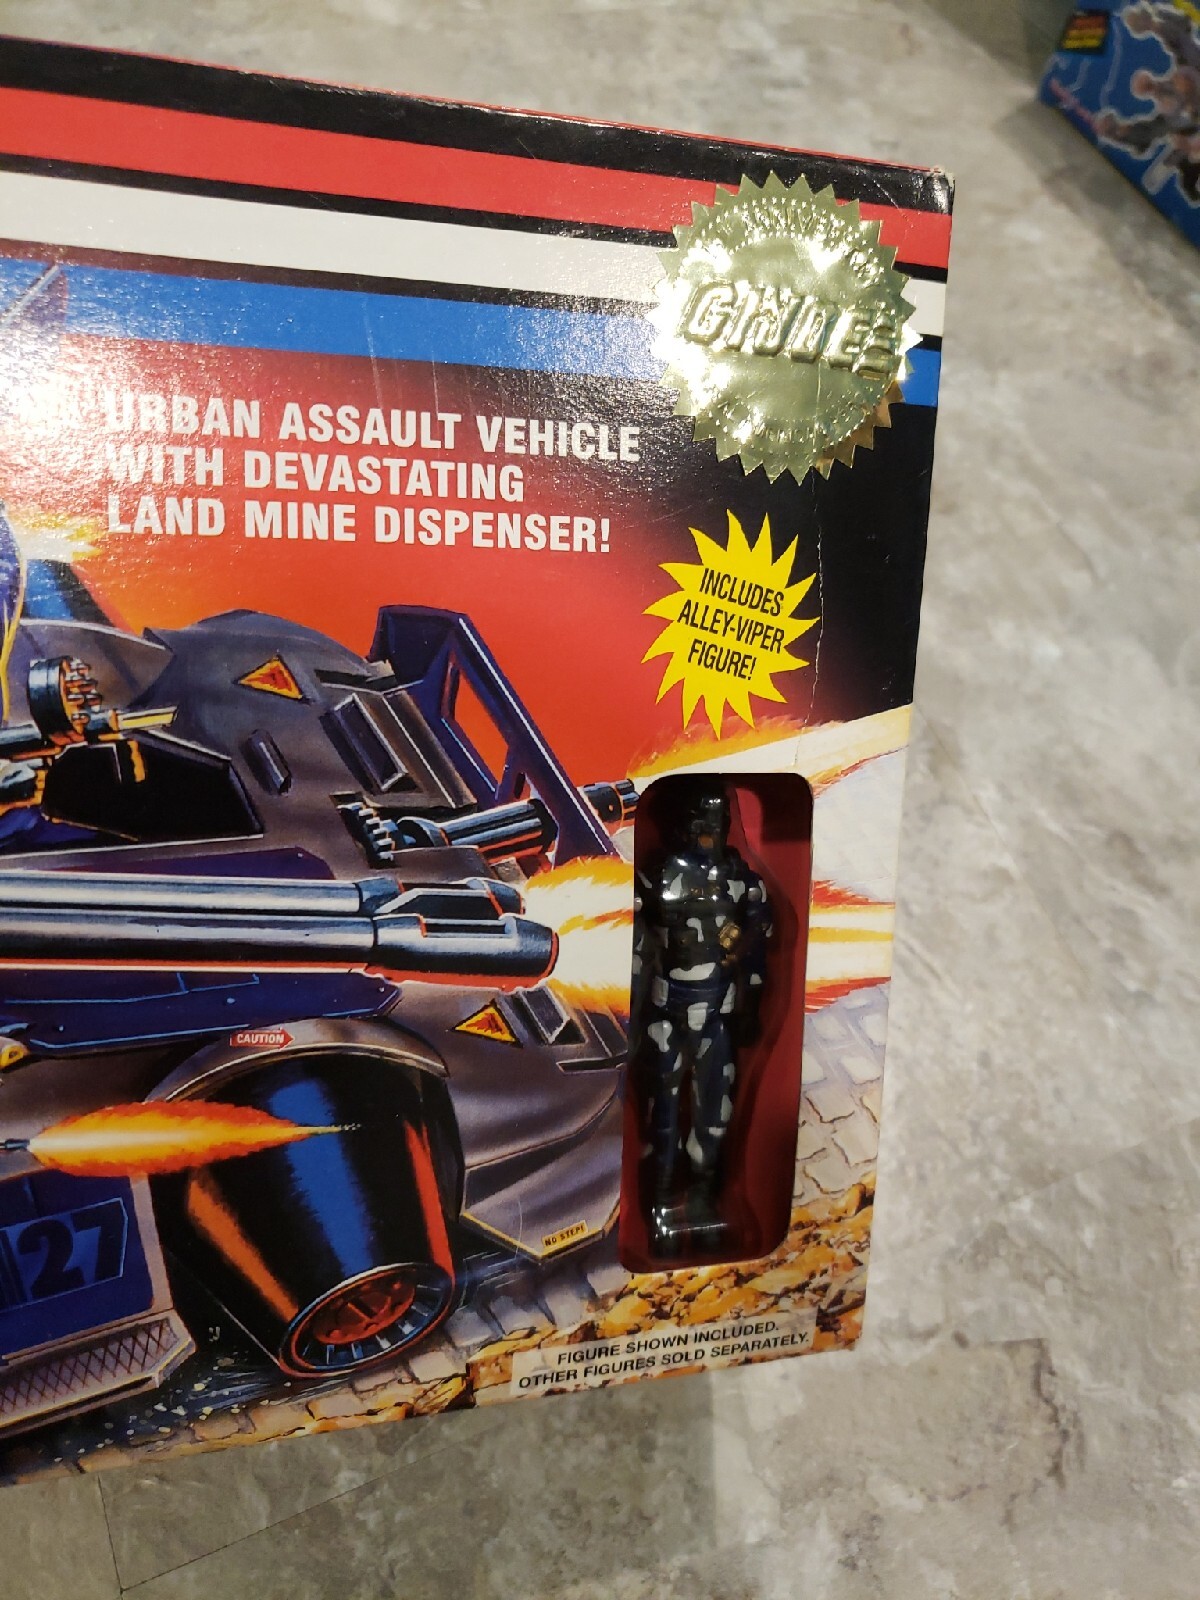 G.I. JOE
URBAN ASSAULT VEHICLE
WITH DEVASTATING
LAND MINE DISPENSER!
INCLUDES
ALLEY-VIPER
FIGURE!
CAUTION
NO STEP!
27
FIGURE SHOWN INCLUDED.
OTHER FIGURES SOLD SEPARATELY.